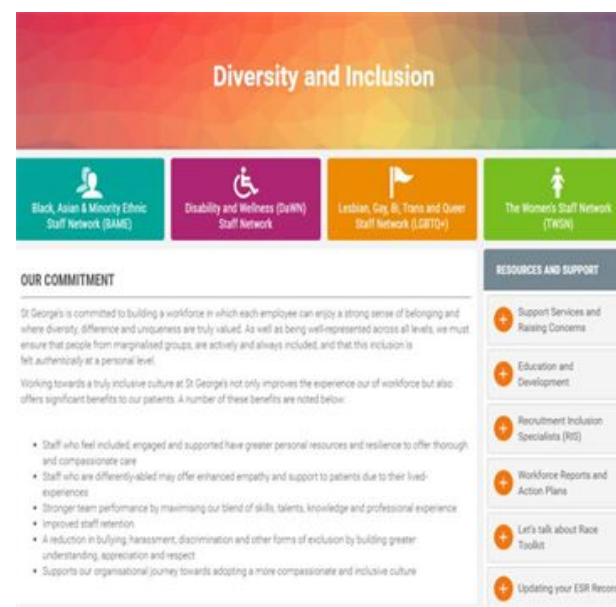 Diversity and Inclusion
Black, Asian & Minority Ethnic
Staff Network (BAME)
Disability and Wellness (DaWN)
Staff Network
Lesbian, Gay, Bi, Trans and Queer
Staff Network (LGBTQ+)
The Women's Staff Network
(TWSN)
OUR COMMITMENT
St George's is committed to building a workforce in which each employee can enjoy a strong sense of belonging and
where diversity, difference and uniqueness are truly valued. As well as being well-represented across all levels, we must
ensure that people from marginalised groups, are actively and always included, and that this inclusion is
felt authentically at a personal level.
Working towards a truly inclusive culture at St George's not only improves the experience our of workforce but also
offers significant benefits to our patients. A number of these benefits are noted below:
Staff who feel included, engaged and supported have greater personal resources and resilience to offer thorough
and compassionate care
Staff who are differently-abled may offer enhanced empathy and support to patients due to their lived-
experiences
Stronger team performance by maximising our blend of skills, talents, knowledge and professional experience
Improved staff retention
A reduction in bullying, harassment, discrimination and other forms of exclusion by building greater
understanding, appreciation and respect
Supports our organisational journey towards adopting a more compassionate and inclusive culture
RESOURCES AND SUPPORT
Support Services and
Raising Concerns
Education and
Development
Recruitment Inclusion
Specialists (RIS)
Workforce Reports and
Action Plans
Let's talk about Race
Toolkit
Updating your ESR Recor